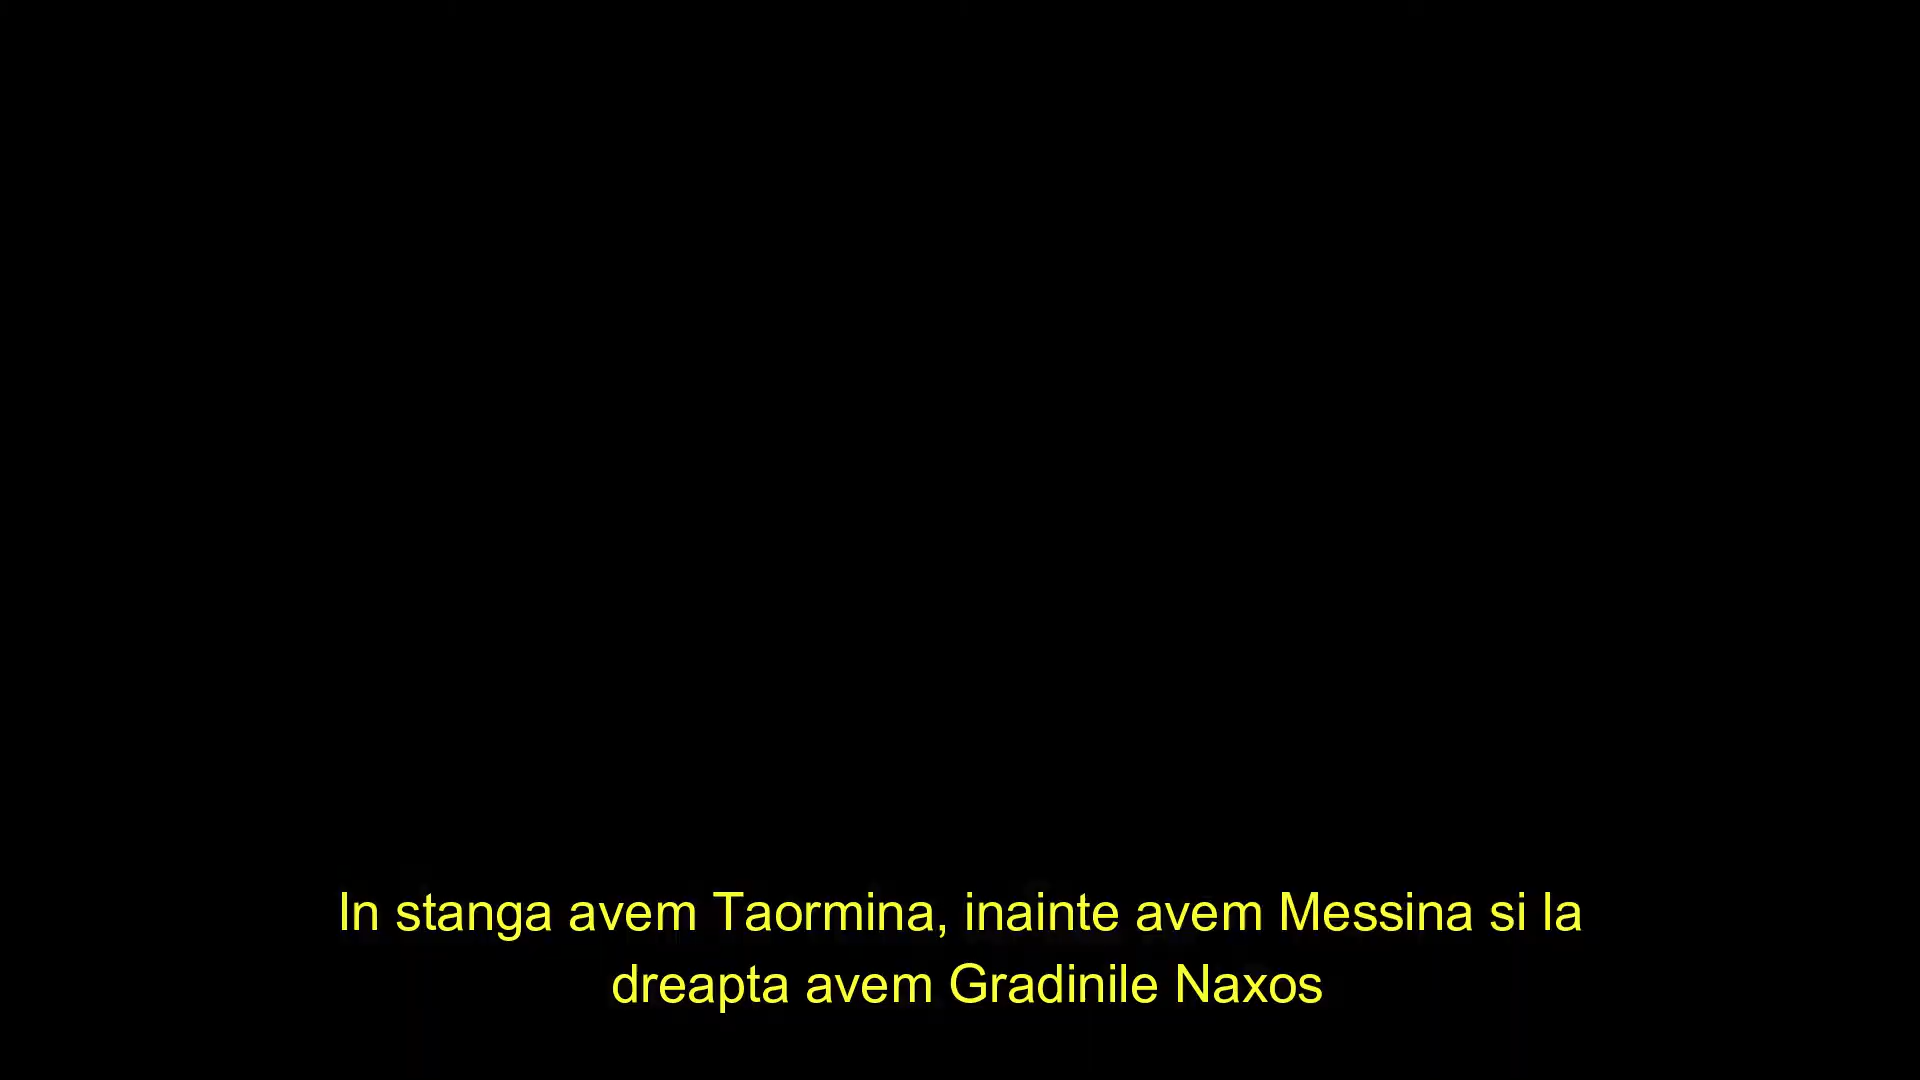 In stanga avem Taormina, inainte avem Messina si la
dreapta avem Gradinile Naxos